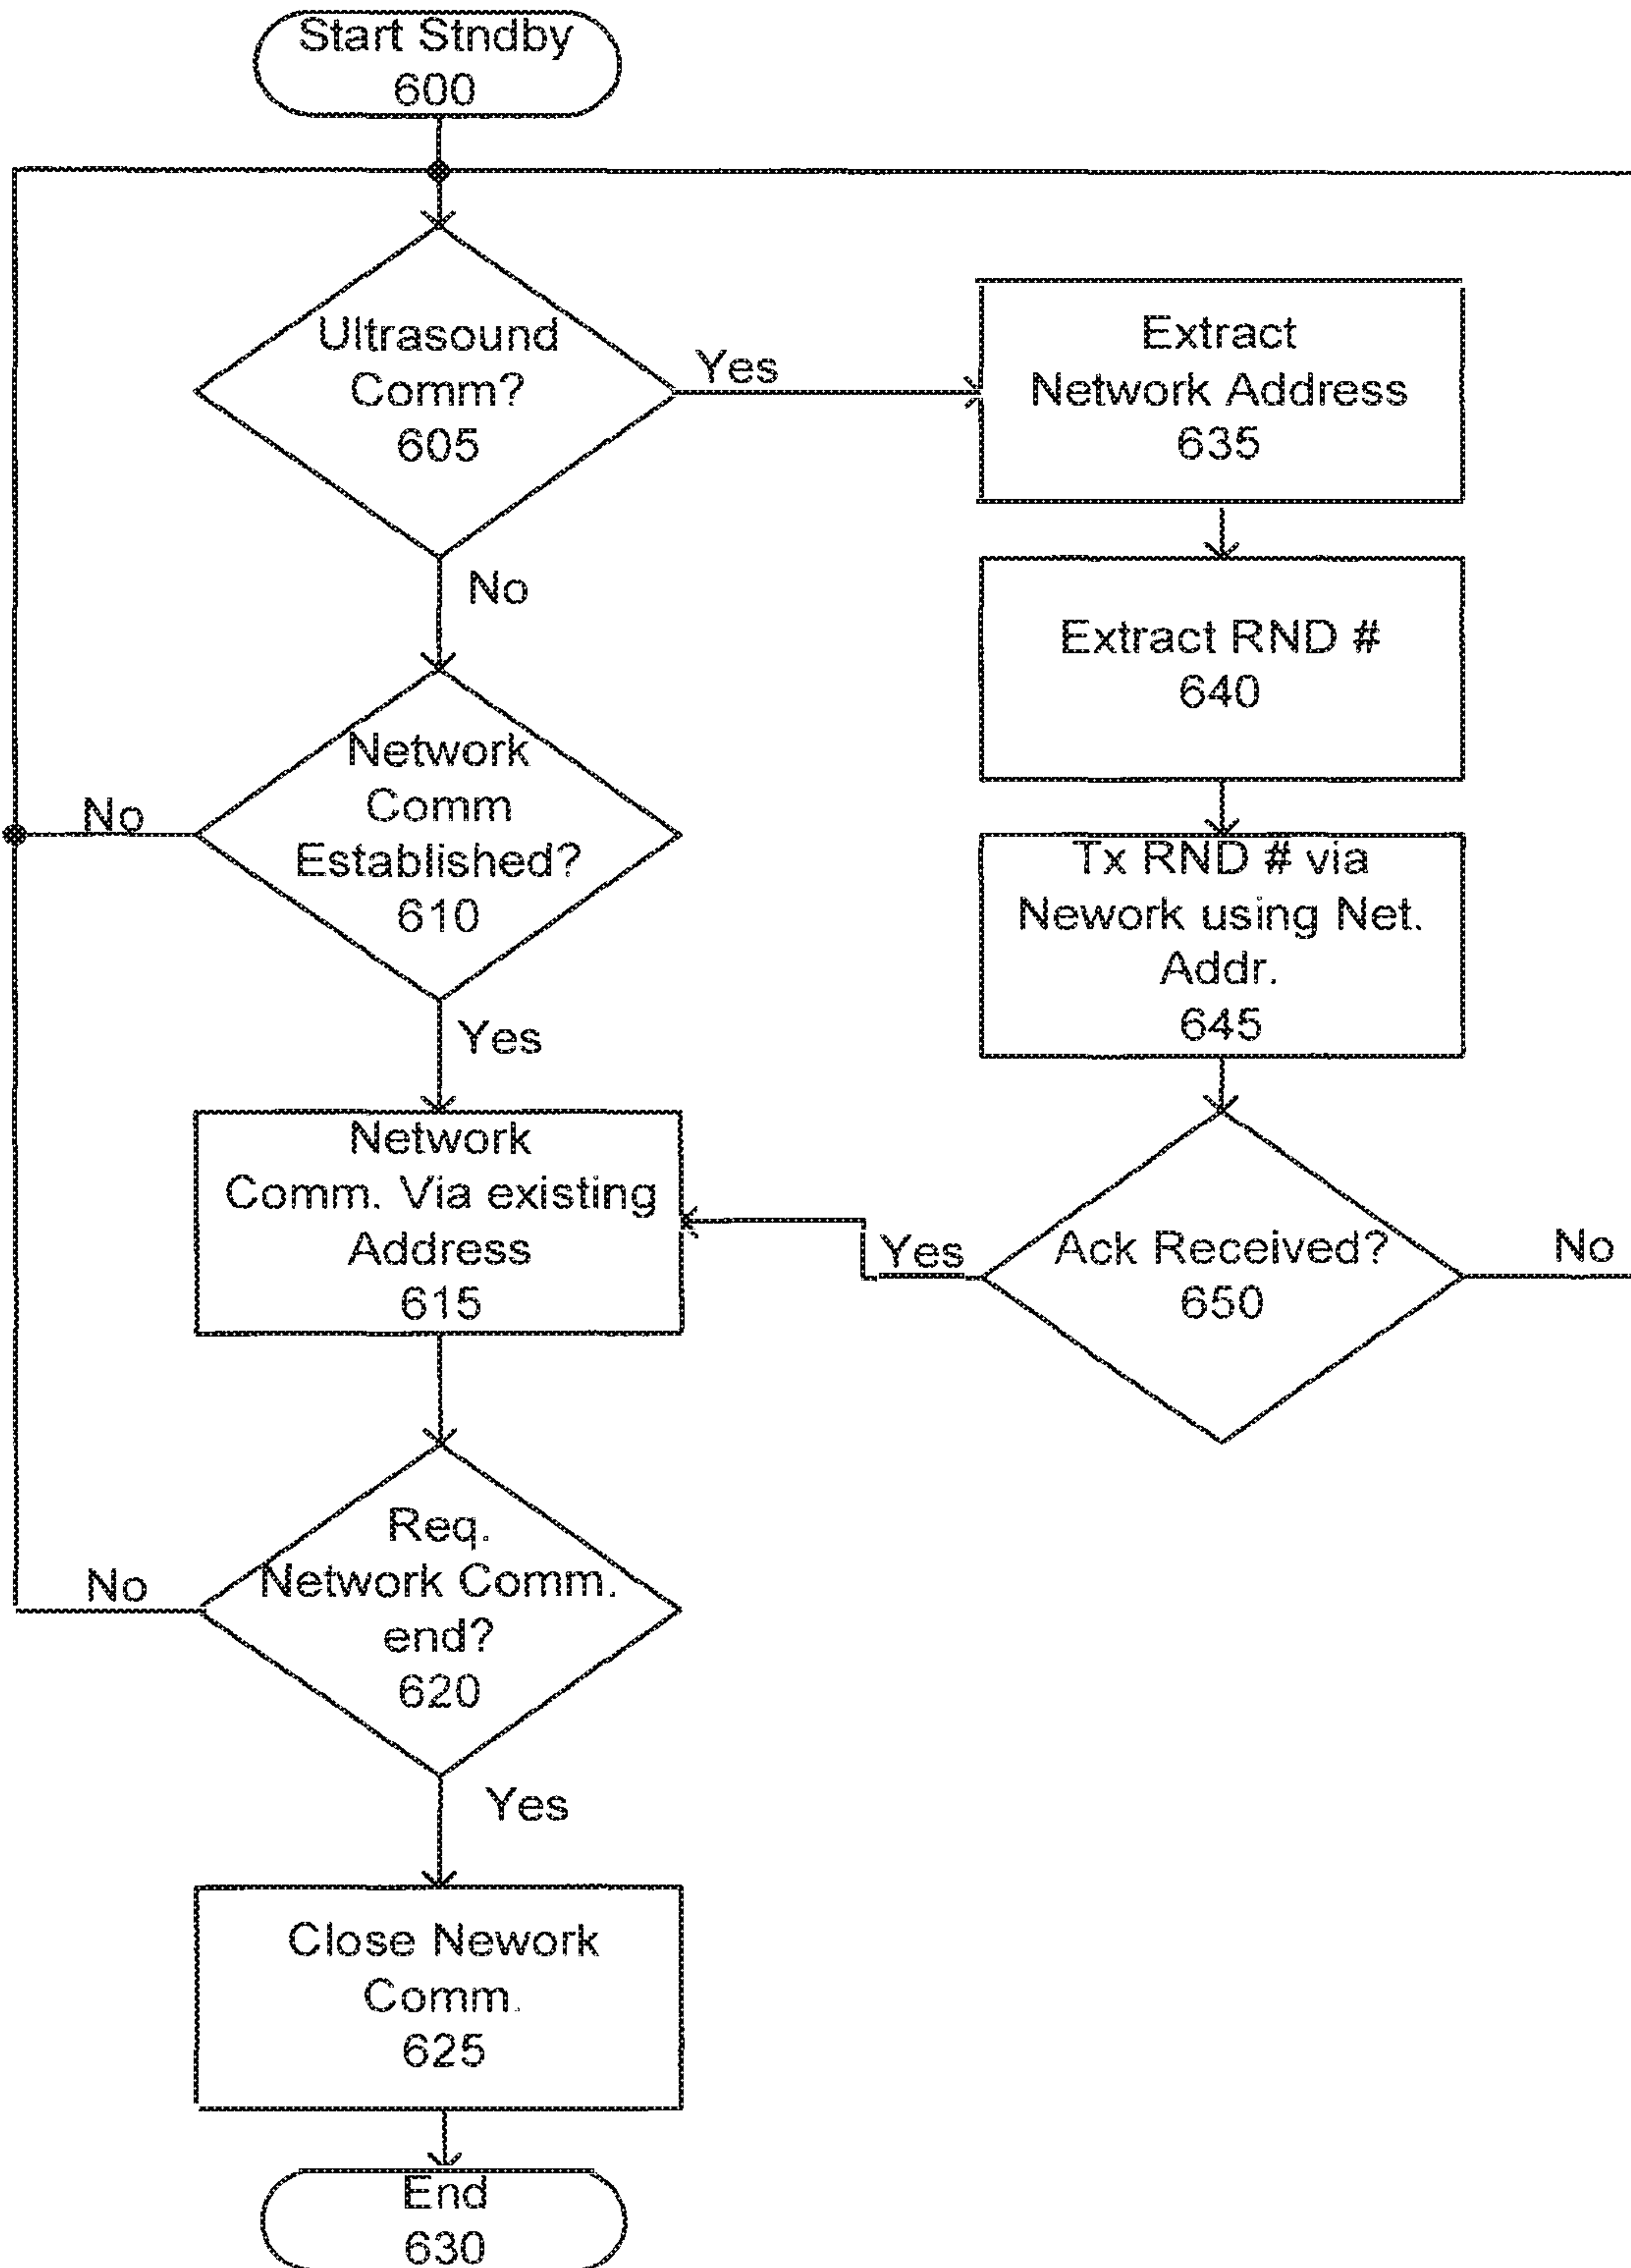 Start Stndby
600
Ultrasound
Comm?
605
Yes
No
Extract
Network Address
635
Extract RND #
640
Network
Comm
Established?
610
No
Yes
Tx RND # via
Nework using Net.
Addr.
645
Network
Comm. Via existing
Address
615
Ack Received?
650
Yes
No
Req.
Network Comm.
end?
620
No
Yes
Close Nework
Comm.
625
End
630